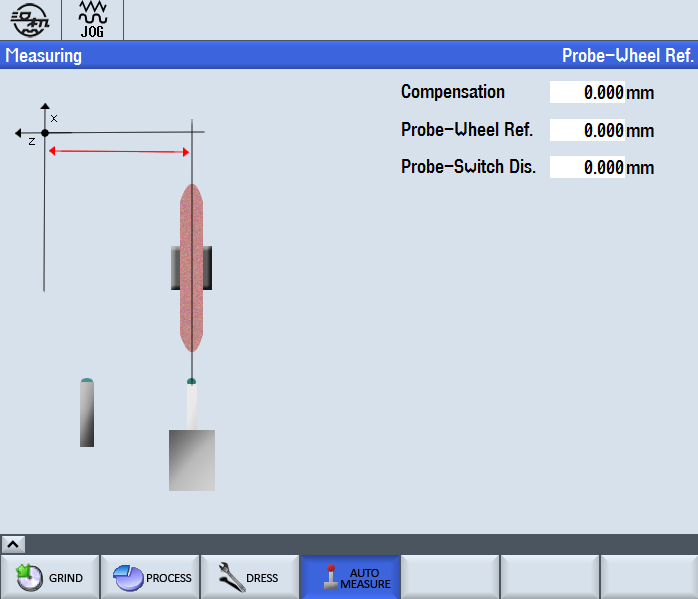 JOG
Measuring
Probe-Wheel Ref.
Compensation 0.000 mm
Probe-Wheel Ref. 0.000 mm
Probe-Switch Dis. 0.000 mm
X
Z
GRIND
PROCESS
DRESS
AUTO
MEASURE